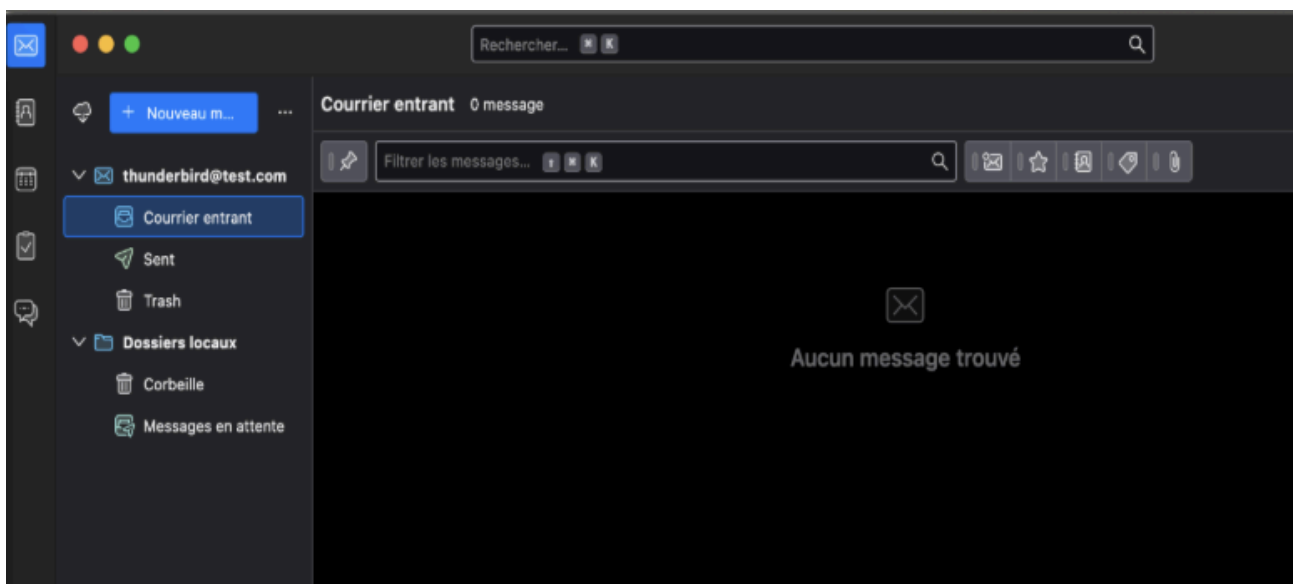 Rechercher... ⌘ K
+ Nouveau m... ...
Courrier entrant 0 message
Filtrer les messages... ⇧ ⌘ K
thunderbird@test.com
Courrier entrant
Sent
Trash
Dossiers locaux
Corbeille
Messages en attente
Aucun message trouvé